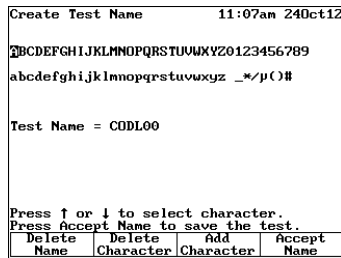 Create Test Name 11:07am 24Oct12
ABCDEFGHIJKLMNOPQRSTUVWXYZ0123456789
abcdefghijklmnopqrstuvwxyz _*/µ()#
Test Name = CODL00
Press ↑ or ↓ to select character.
Press Accept Name to save the test.
Delete Delete Add Accept
Name Character Character Name